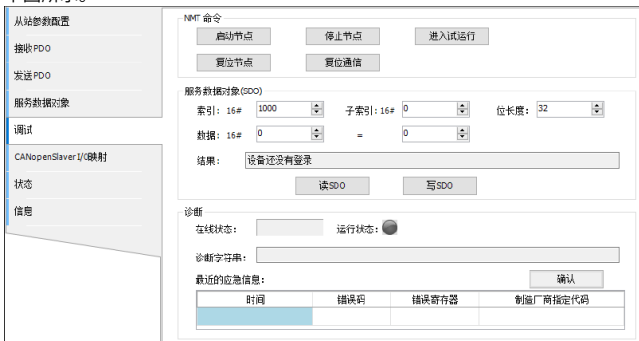 下图所示。
从站参数配置
接收PDO
发送PDO
服务数据对象
调试
CANopenSlaver I/O映射
状态
信息
NMT 命令
启动节点 停止节点 进入试运行
复位节点 复位通信
服务数据对象(SDO)
索引: 16# 1000 子索引: 16# 0 位长度: 32
数据: 16# 0 = 0
结果: 设备还没有登录
读SDO 写SDO
诊断
在线状态: 运行状态:
诊断字符串:
最近的应急信息: 确认
时间 错误码 错误寄存器 制造厂商指定代码